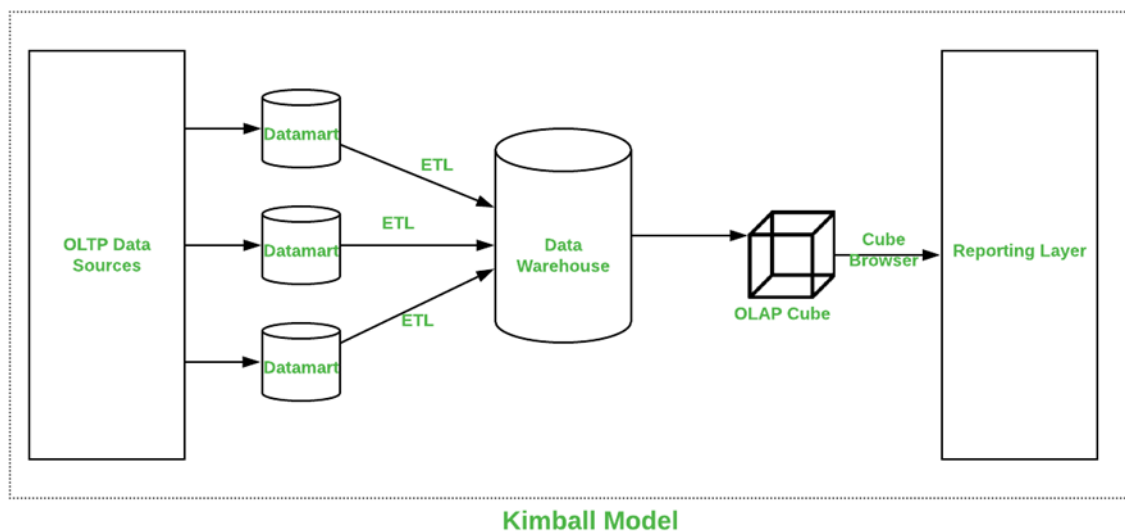 OLTP Data
Sources
Datamart
Datamart
Datamart
ETL
ETL
ETL
Data
Warehouse
OLAP Cube
Cube
Browser
Reporting Layer
Kimball Model